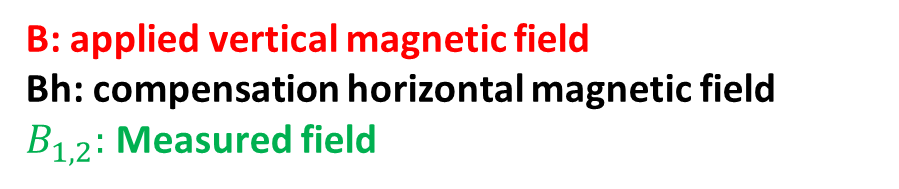 B: applied vertical magnetic field
Bh: compensation horizontal magnetic field
B₁,₂: Measured field